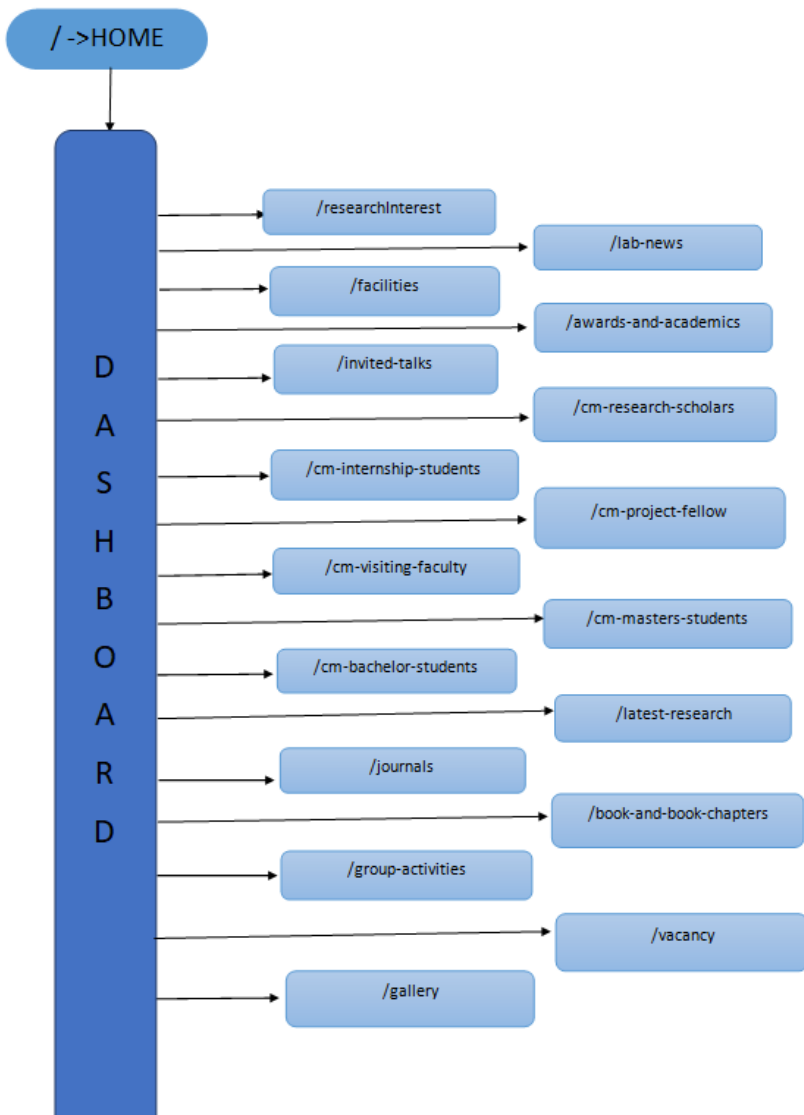 / ->HOME
/researchInterest
/lab-news
/facilities
/awards-and-academics
/invited-talks
/cm-research-scholars
/cm-internship-students
/cm-project-fellow
/cm-visiting-faculty
/cm-masters-students
/cm-bachelor-students
/latest-research
/journals
/book-and-book-chapters
/group-activities
/vacancy
/gallery
D
A
S
H
B
O
A
R
D